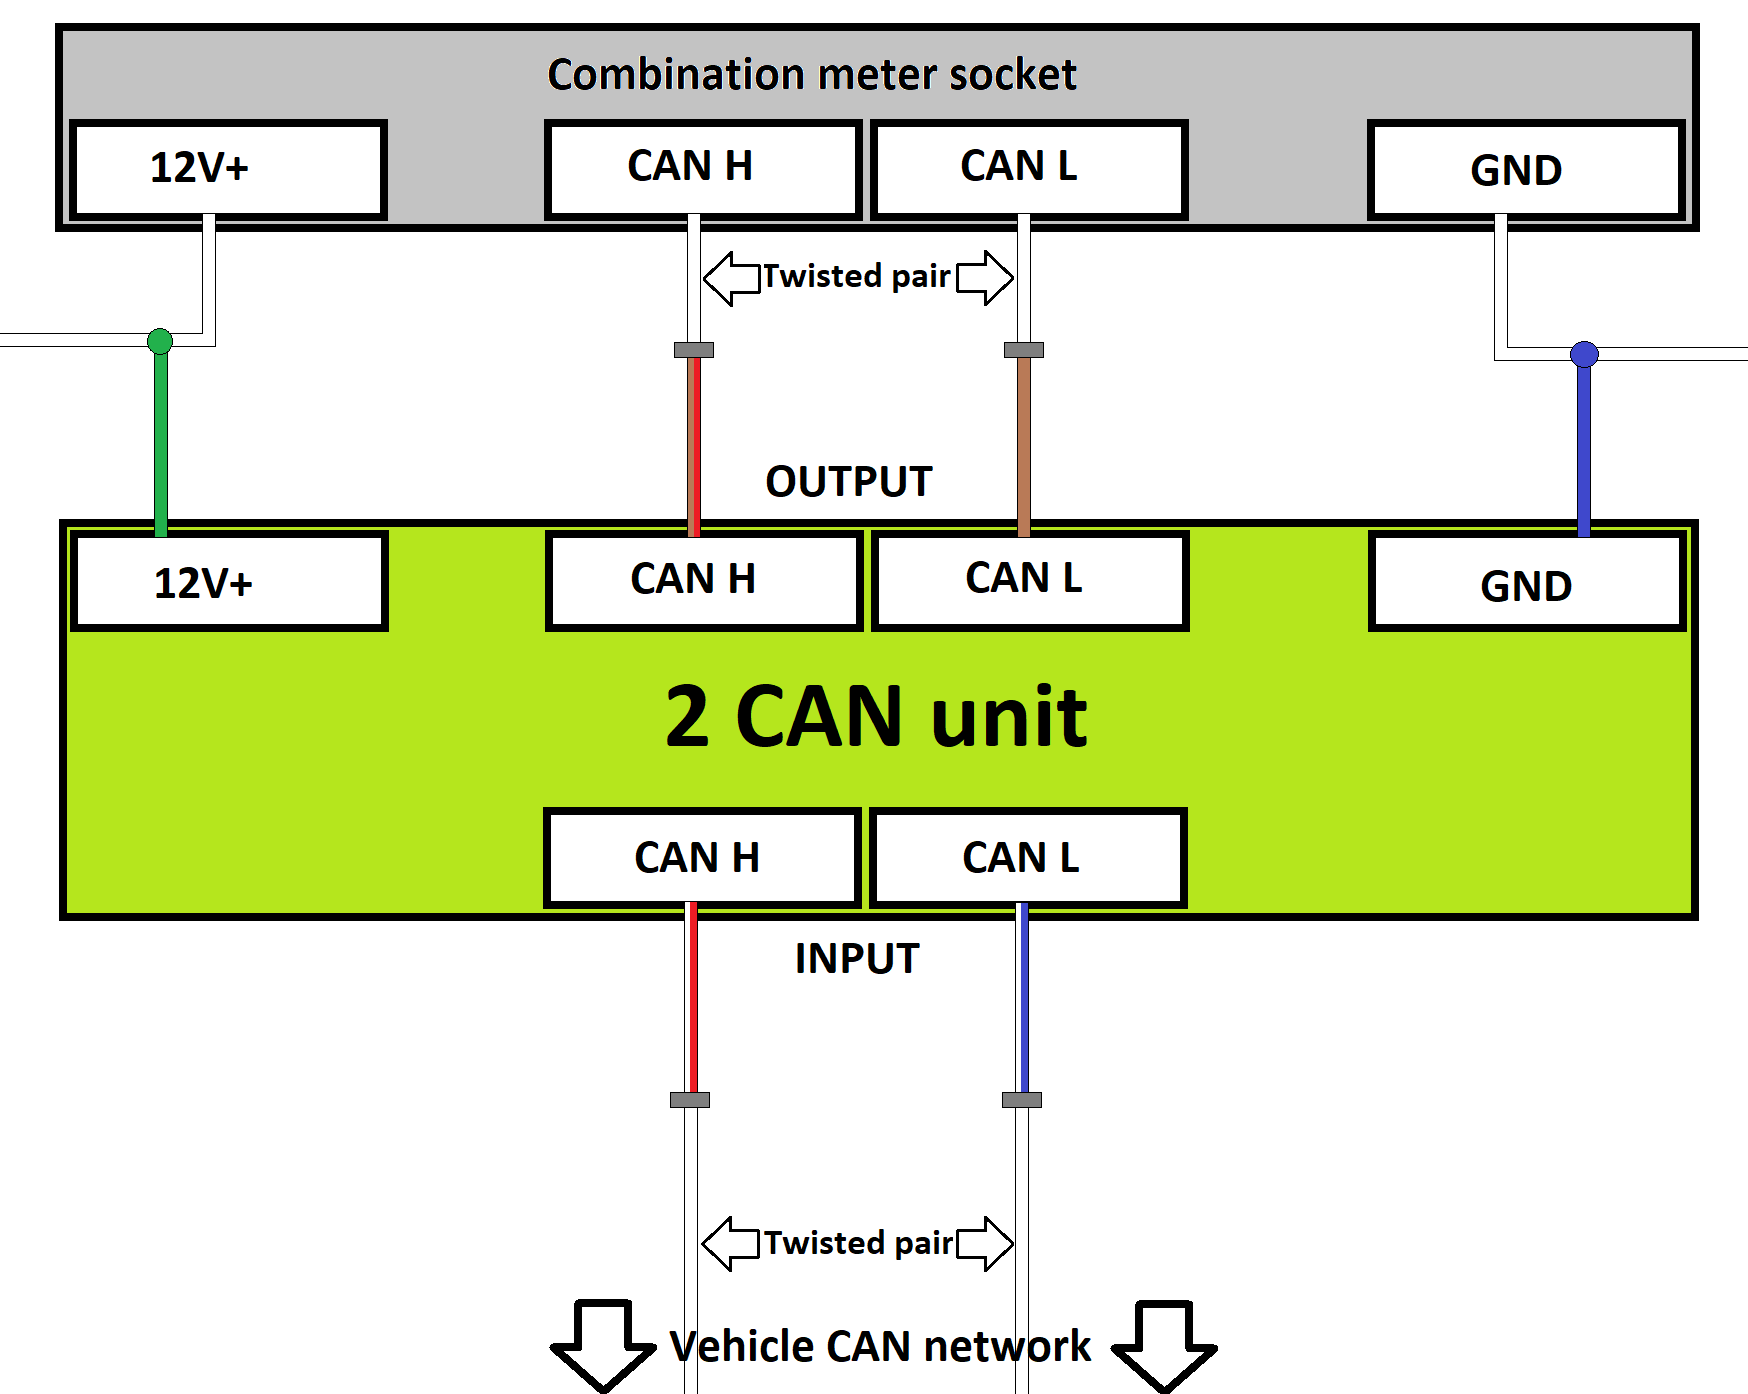 Combination meter socket
12V+
CAN H
CAN L
GND
Twisted pair
OUTPUT
12V+
CAN H
CAN L
GND
2 CAN unit
CAN H
CAN L
INPUT
Twisted pair
Vehicle CAN network